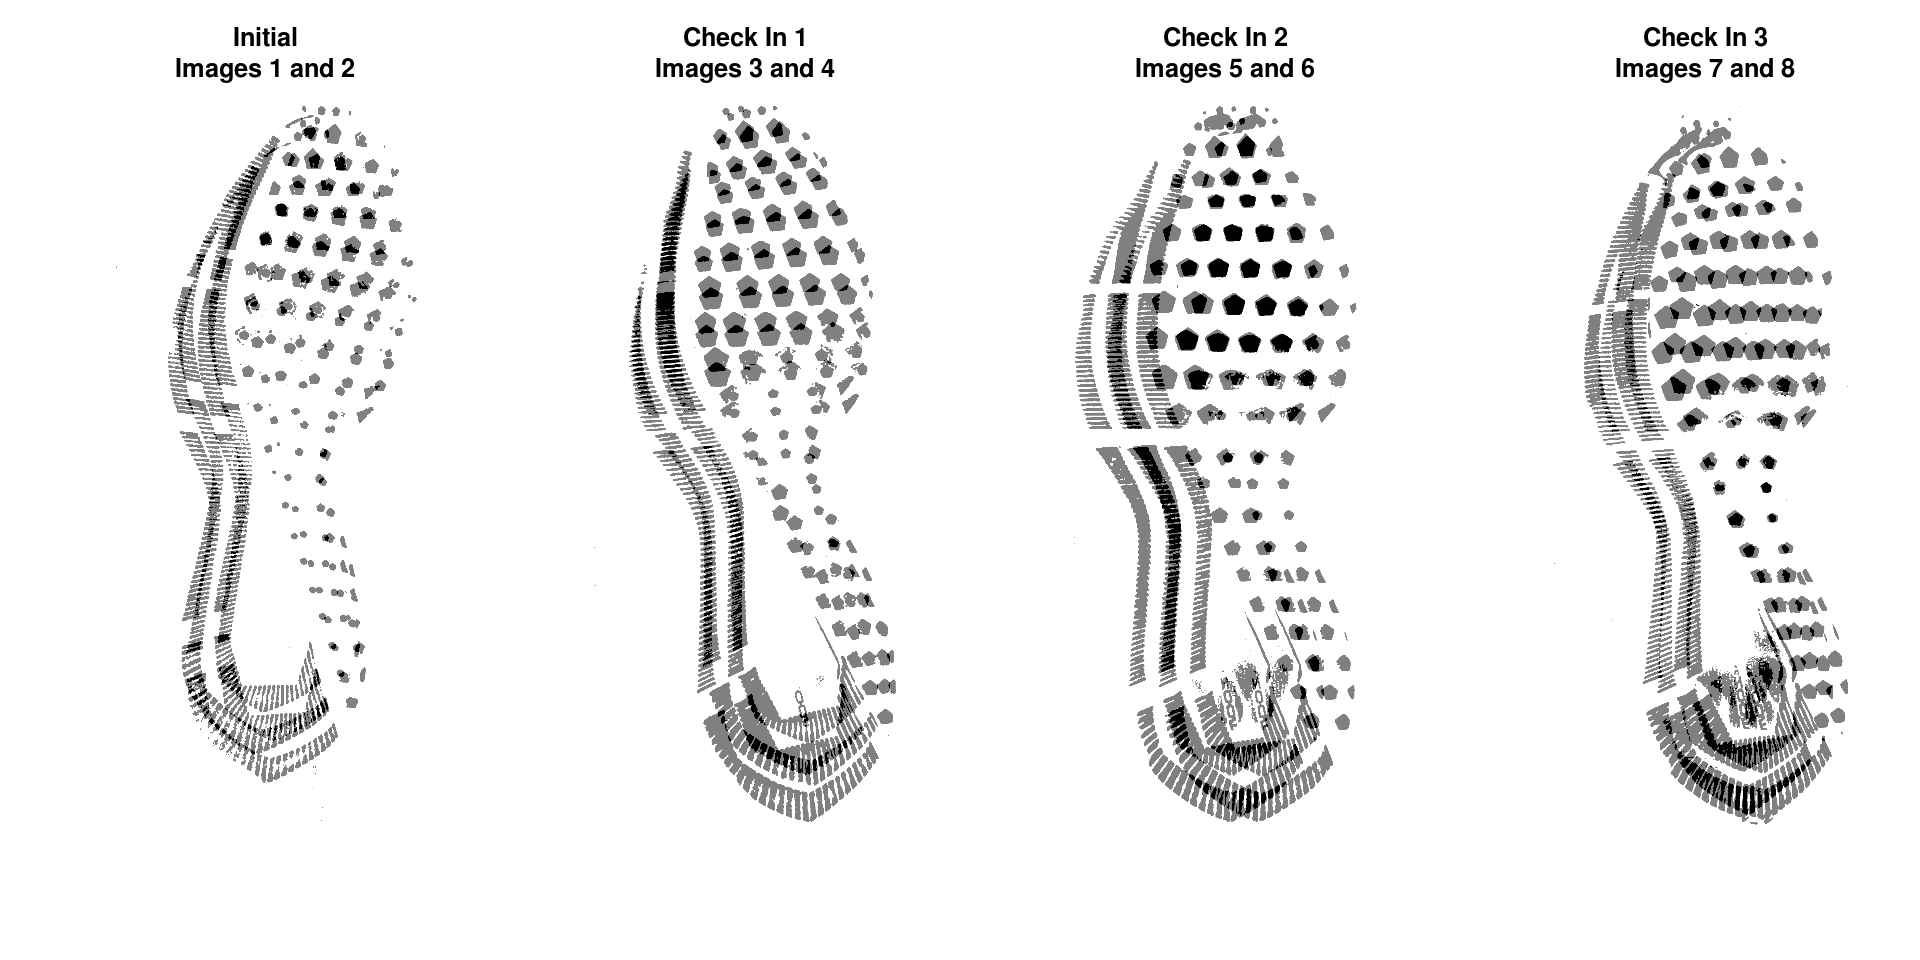 Initial
Images 1 and 2
Check In 1
Images 3 and 4
Check In 2
Images 5 and 6
Check In 3
Images 7 and 8